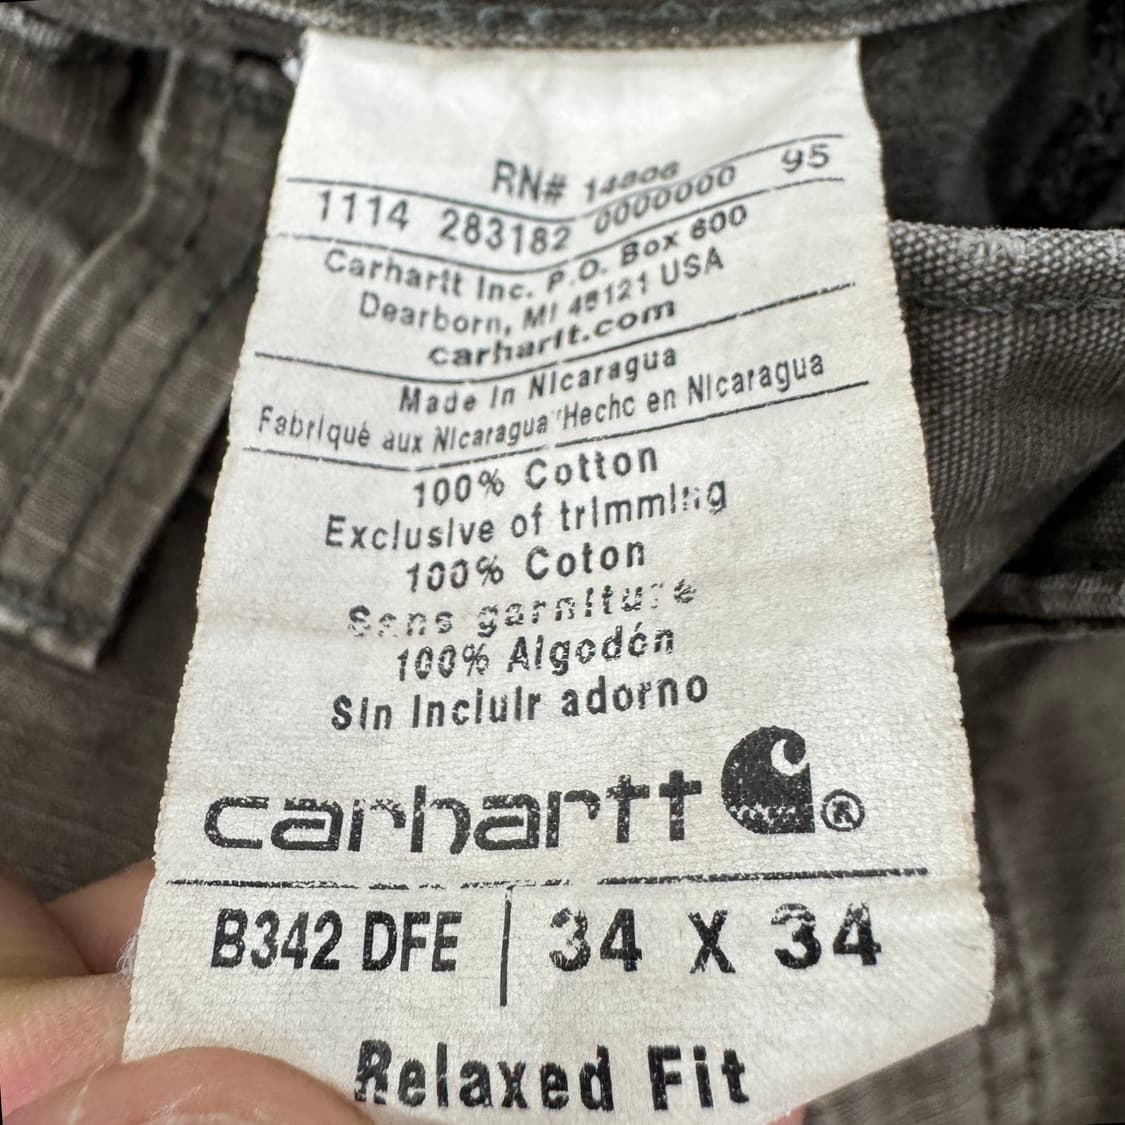 RN# 14806
1114 283182 0000000 95
Carhartt Inc. P.O. Box 600
Dearborn, MI 48121 USA
carhartt.com
Made in Nicaragua
Fabriqué aux Nicaragua Hecho en Nicaragua
100% Cotton
Exclusive of trimming
100% Coton
Sans garniture
100% Algodón
Sin Incluir adorno
carhartt ®
B342 DFE 34 X 34
Relaxed Fit